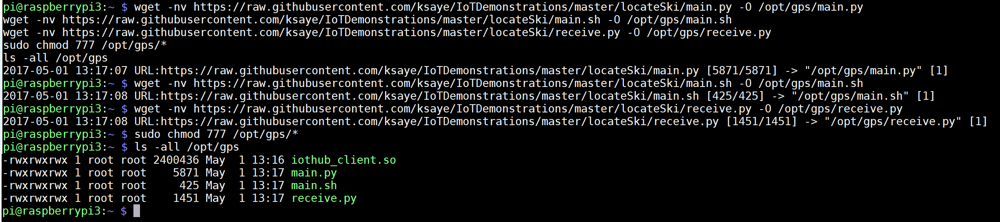 pi@raspberrypi3:~ $ wget -nv https://raw.githubusercontent.com/ksaye/IoTDemonstrations/master/locateSki/main.py -O /opt/gps/main.py
wget -nv https://raw.githubusercontent.com/ksaye/IoTDemonstrations/master/locateSki/main.sh -O /opt/gps/main.sh
wget -nv https://raw.githubusercontent.com/ksaye/IoTDemonstrations/master/locateSki/receive.py -O /opt/gps/receive.py
sudo chmod 777 /opt/gps/*
ls -all /opt/gps
2017-05-01 13:17:07 URL:https://raw.githubusercontent.com/ksaye/IoTDemonstrations/master/locateSki/main.py [5871/5871] -> "/opt/gps/main.py" [1]
pi@raspberrypi3:~ $ wget -nv https://raw.githubusercontent.com/ksaye/IoTDemonstrations/master/locateSki/main.sh -O /opt/gps/main.sh
2017-05-01 13:17:08 URL:https://raw.githubusercontent.com/ksaye/IoTDemonstrations/master/locateSki/main.sh [425/425] -> "/opt/gps/main.sh" [1]
pi@raspberrypi3:~ $ wget -nv https://raw.githubusercontent.com/ksaye/IoTDemonstrations/master/locateSki/receive.py -O /opt/gps/receive.py
2017-05-01 13:17:08 URL:https://raw.githubusercontent.com/ksaye/IoTDemonstrations/master/locateSki/receive.py [1451/1451] -> "/opt/gps/receive.py" [1]
pi@raspberrypi3:~ $ sudo chmod 777 /opt/gps/*
pi@raspberrypi3:~ $ ls -all /opt/gps
-rwxrwxrwx 1 root root 2400436 May  1 13:16 iothub_client.so
-rwxrwxrwx 1 root root    5871 May  1 13:17 main.py
-rwxrwxrwx 1 root root     425 May  1 13:17 main.sh
-rwxrwxrwx 1 root root    1451 May  1 13:17 receive.py
pi@raspberrypi3:~ $